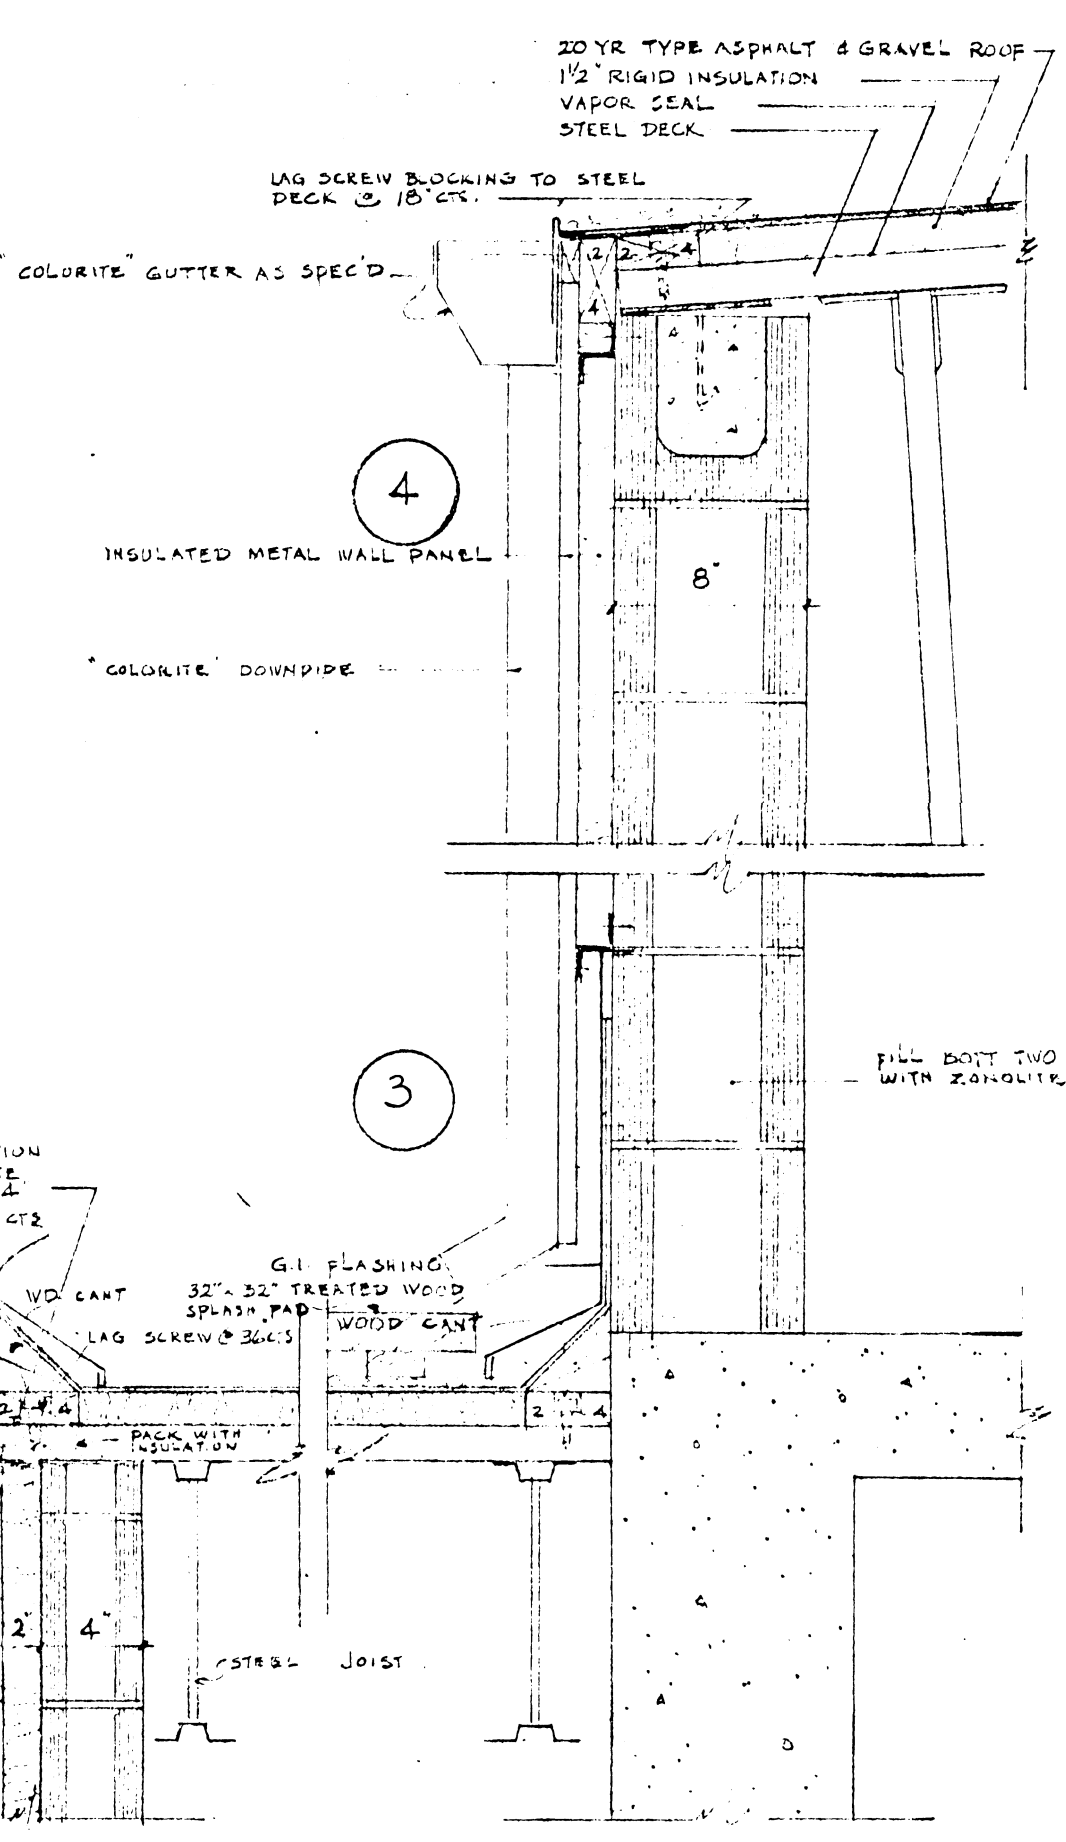 20 YR TYPE ASPHALT & GRAVEL ROOF
1½" RIGID INSULATION
VAPOR SEAL
STEEL DECK
LAG SCREW BLOCKING TO STEEL
DECK @ 18" CTS.
"COLORITE" GUTTER AS SPEC'D
2 2 4
4
4
INSULATED METAL WALL PANEL
8"
"COLORITE" DOWNPIPE
3
FILL BOTT TWO
WITH ZONOLITE
TION
4
CTS
G.I. FLASHING
32" x 32" TREATED WOOD
SPLASH PAD
WD. CANT
WOOD CANT
LAG SCREW @ 36 CTS
2 4 2 4
PACK WITH
INSULATION
2" 4"
STEEL JOIST